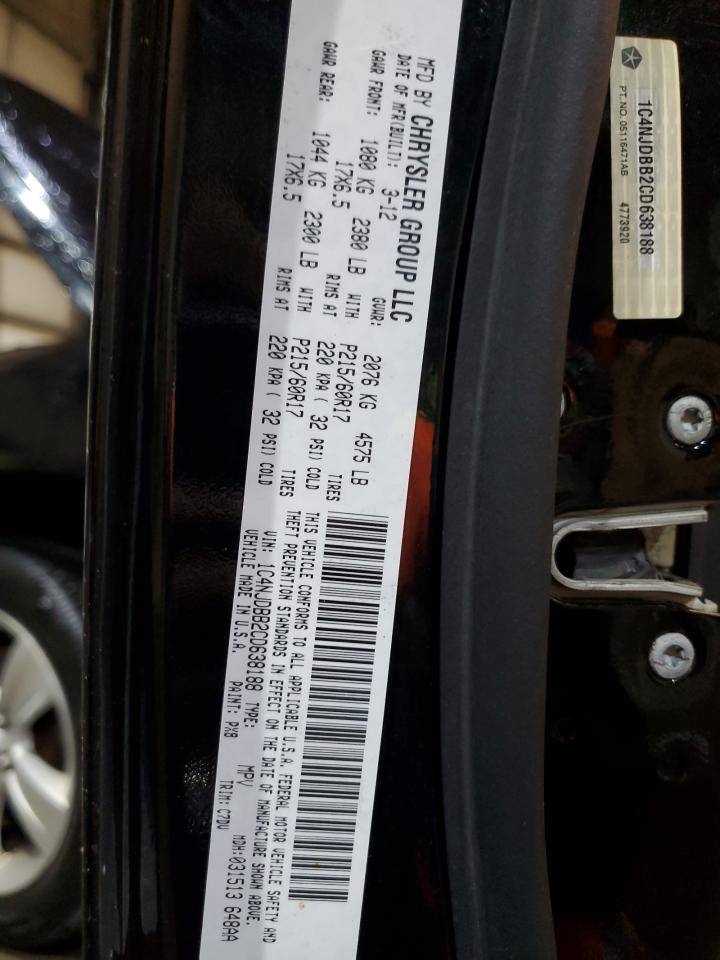 MFD BY CHRYSLER GROUP LLC
DATE OF MFR(BUILT): 3-12 GVWR: 2076 KG 4575 LB
GAWR FRONT: 1080 KG 2380 LB WITH P215/60R17 TIRES
17X6.5 RIMS AT 220 KPA ( 32 PSI) COLD
GAWR REAR: 1044 KG 2300 LB WITH P215/60R17 TIRES
17X6.5 RIMS AT 220 KPA ( 32 PSI) COLD
THIS VEHICLE CONFORMS TO ALL APPLICABLE U.S.A. FEDERAL MOTOR VEHICLE SAFETY AND
THEFT PREVENTION STANDARDS IN EFFECT ON THE DATE OF MANUFACTURE SHOWN ABOVE.
VIN: 1C4NJDBB2CD638188 TYPE: MPV MDH:031513 648AA
VEHICLE MADE IN U.S.A. PAINT: PX8 TRIM: C7DV
1C4NJDBB2CD638188
PT. NO. 05116471AB 4773920